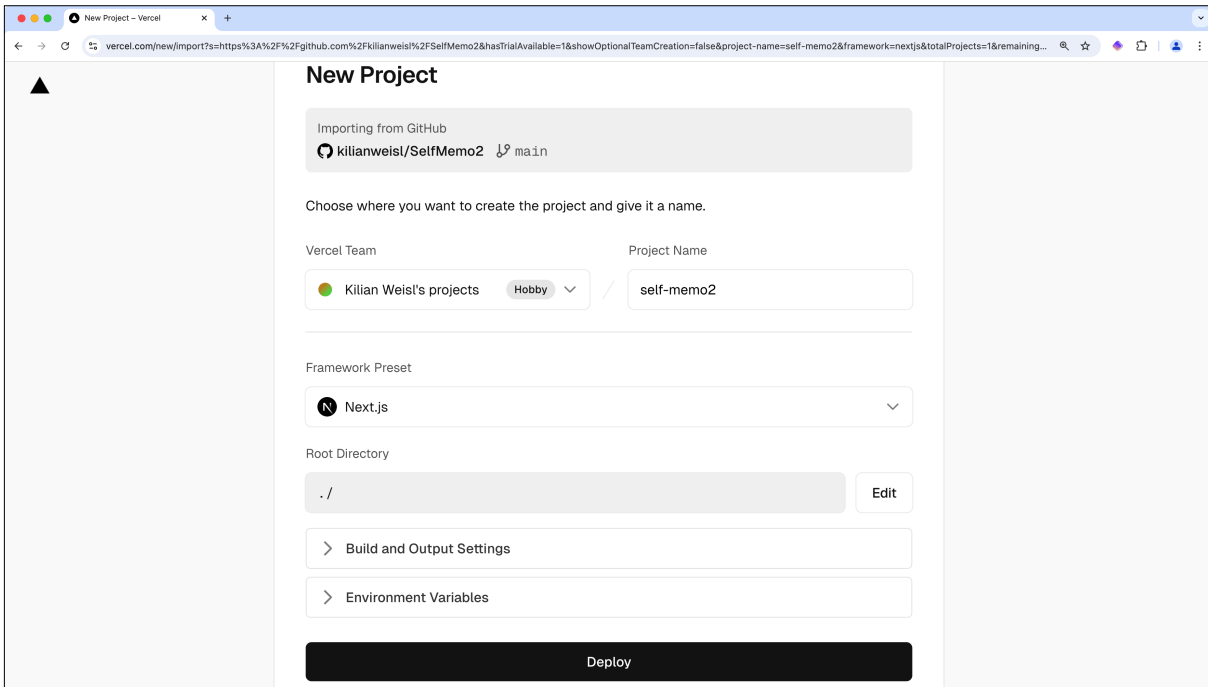 New Project – Vercel
vercel.com/new/import?s=https%3A%2F%2Fgithub.com%2Fkilianweisl%2FSelfMemo2&hasTrialAvailable=1&showOptionalTeamCreation=false&project-name=self-memo2&framework=nextjs&totalProjects=1&remaining...
New Project
Importing from GitHub
kilianweisl/SelfMemo2 main
Choose where you want to create the project and give it a name.
Vercel Team Project Name
Kilian Weisl's projects Hobby / self-memo2
Framework Preset
N Next.js
Root Directory
./ Edit
Build and Output Settings
Environment Variables
Deploy